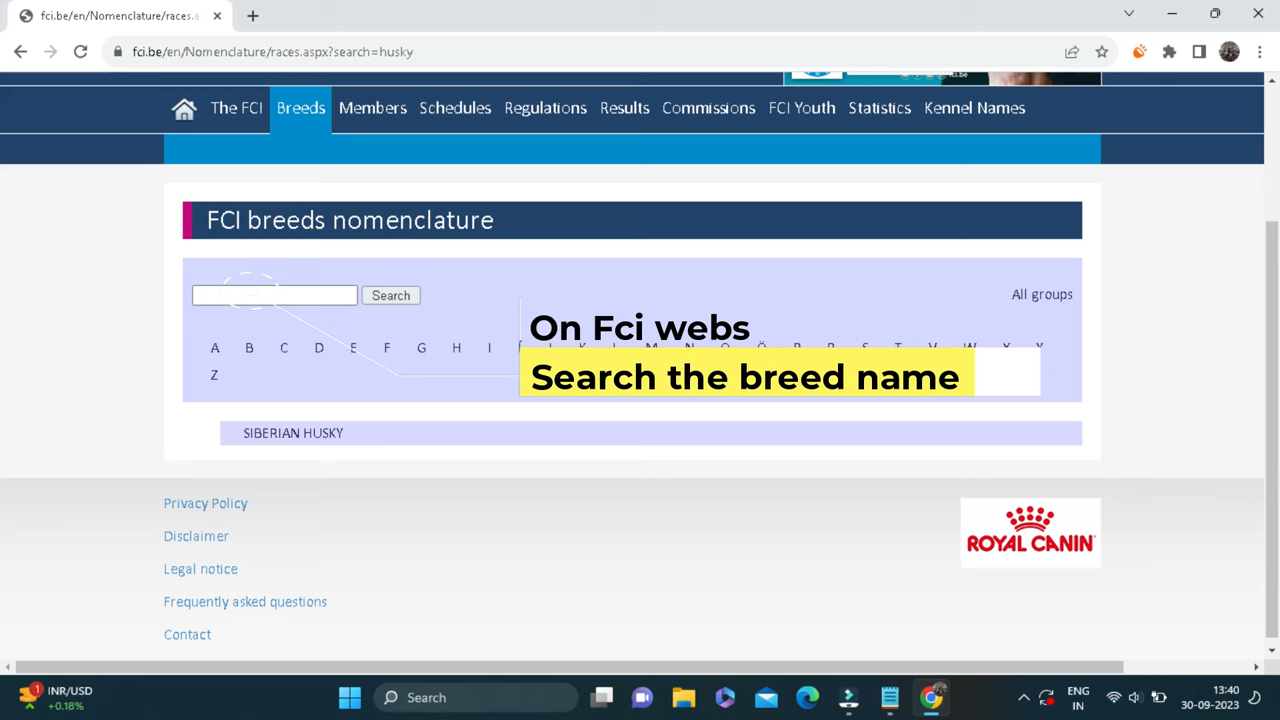 fci.be/en/Nomenclature/races.a
fci.be/en/Nomenclature/races.aspx?search=husky
fci.be
The FCI Breeds Members Schedules Regulations Results Commissions FCI Youth Statistics Kennel Names
FCI breeds nomenclature
Search
All groups
On Fci webs
A B C D E F G H I Í J K L M N O Ö P R S T V W X Y
Search the breed name
Z
SIBERIAN HUSKY
Privacy Policy
Disclaimer
Legal notice
Frequently asked questions
Contact
ROYAL CANIN
1
INR/USD
+0.18%
Search
ENG
IN
13:40
30-09-2023